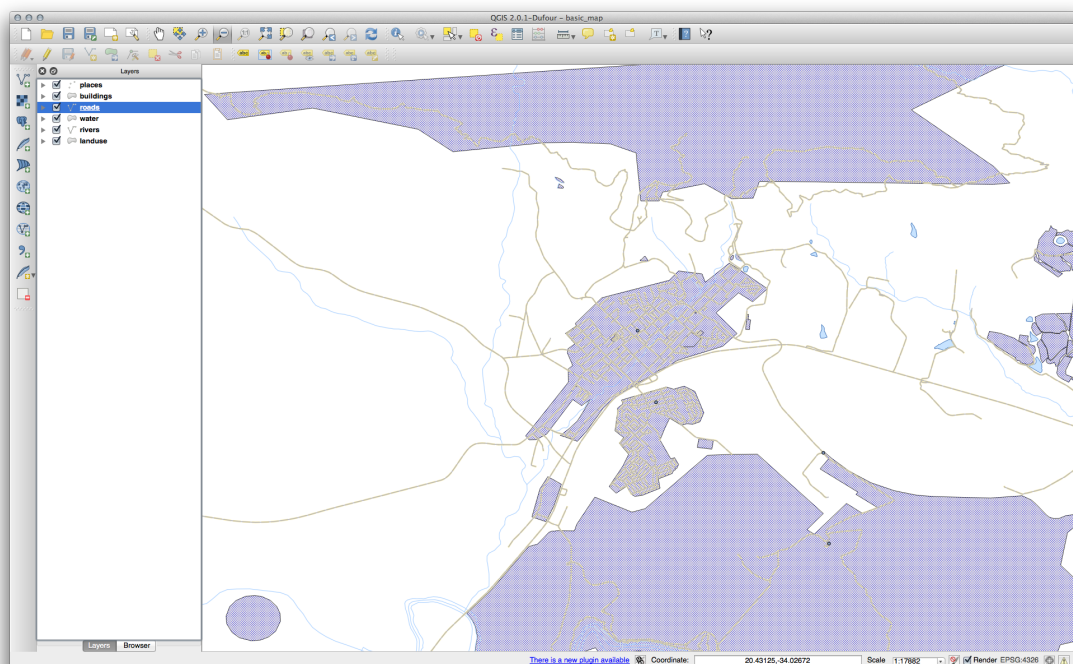 QGIS 2.0.1-Dufour - basic_map
Layers
places
buildings
roads
water
rivers
landuse
Layers Browser
There is a new plugin available Coordinate: 20.43125,-34.02672 Scale 1:17882 Render EPSG:4326